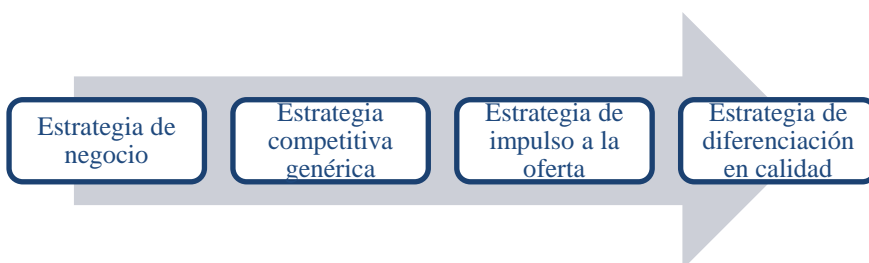 Estrategia de
negocio
Estrategia
competitiva
genérica
Estrategia de
impulso a la
oferta
Estrategia de
diferenciación
en calidad